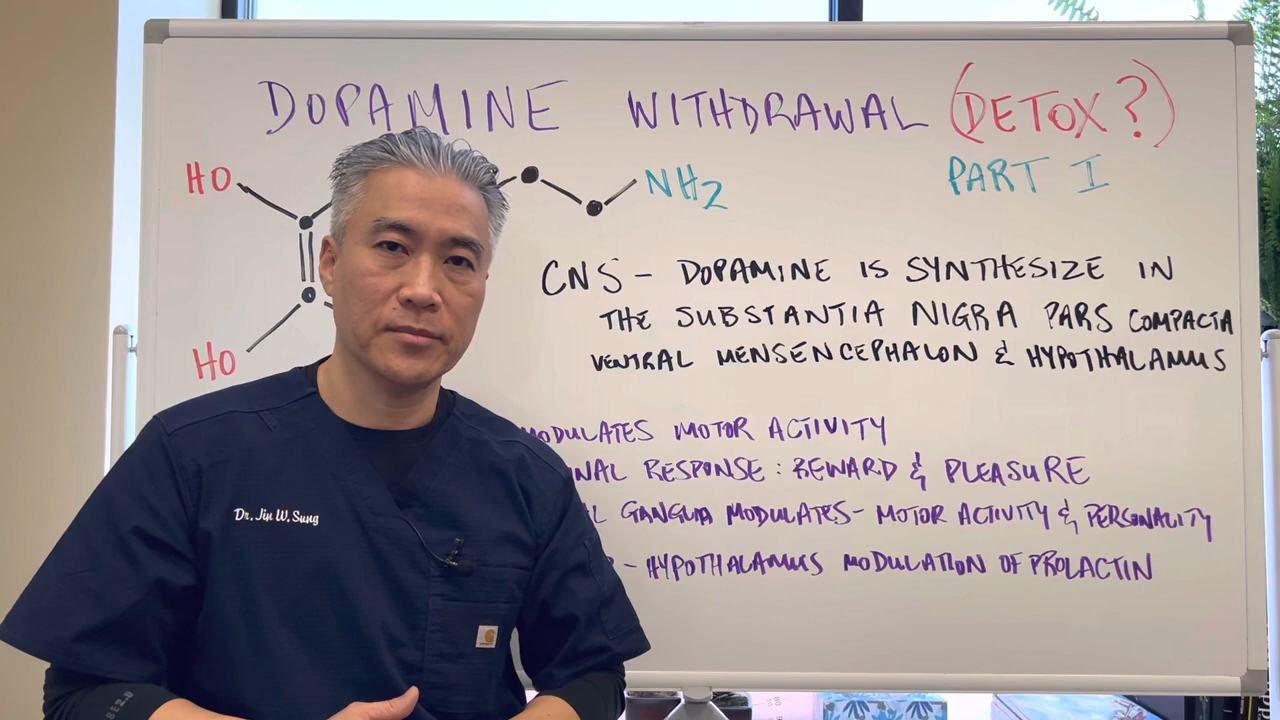 DOPAMINE WITHDRAWAL (DETOX?)
PART I
HO
NH2
HO
CNS - DOPAMINE IS SYNTHESIZE IN
THE SUBSTANTIA NIGRA PARS COMPACTA
VENTRAL MENSENCEPHALON & HYPOTHALAMUS
MODULATES MOTOR ACTIVITY
RESPONSE: REWARD & PLEASURE
GANGLIA MODULATES - MOTOR ACTIVITY & PERSONALITY
- HYPOTHALAMUS MODULATION OF PROLACTIN
Dr. Jin W. Sung